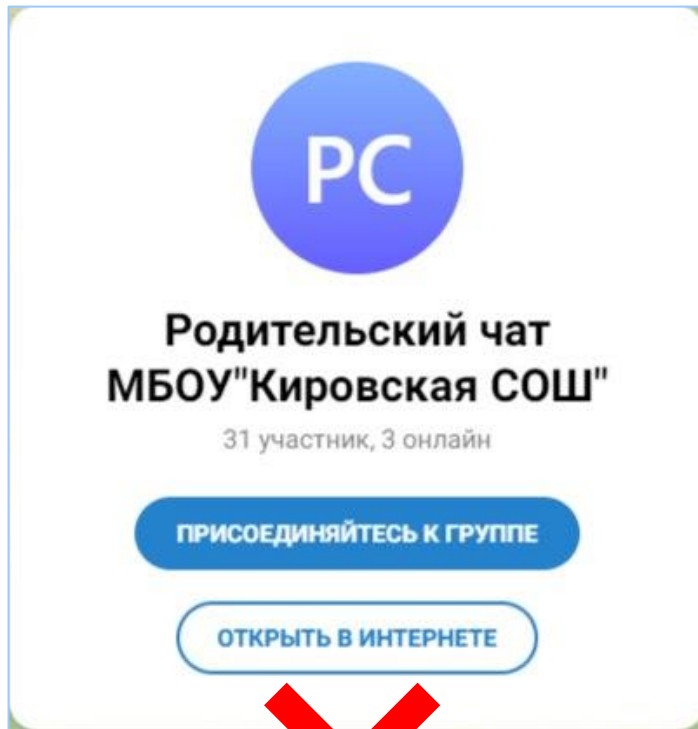 РС
Родительский чат
МБОУ"Кировская СОШ"
31 участник, 3 онлайн
ПРИСОЕДИНЯЙТЕСЬ К ГРУППЕ
ОТКРЫТЬ В ИНТЕРНЕТЕ